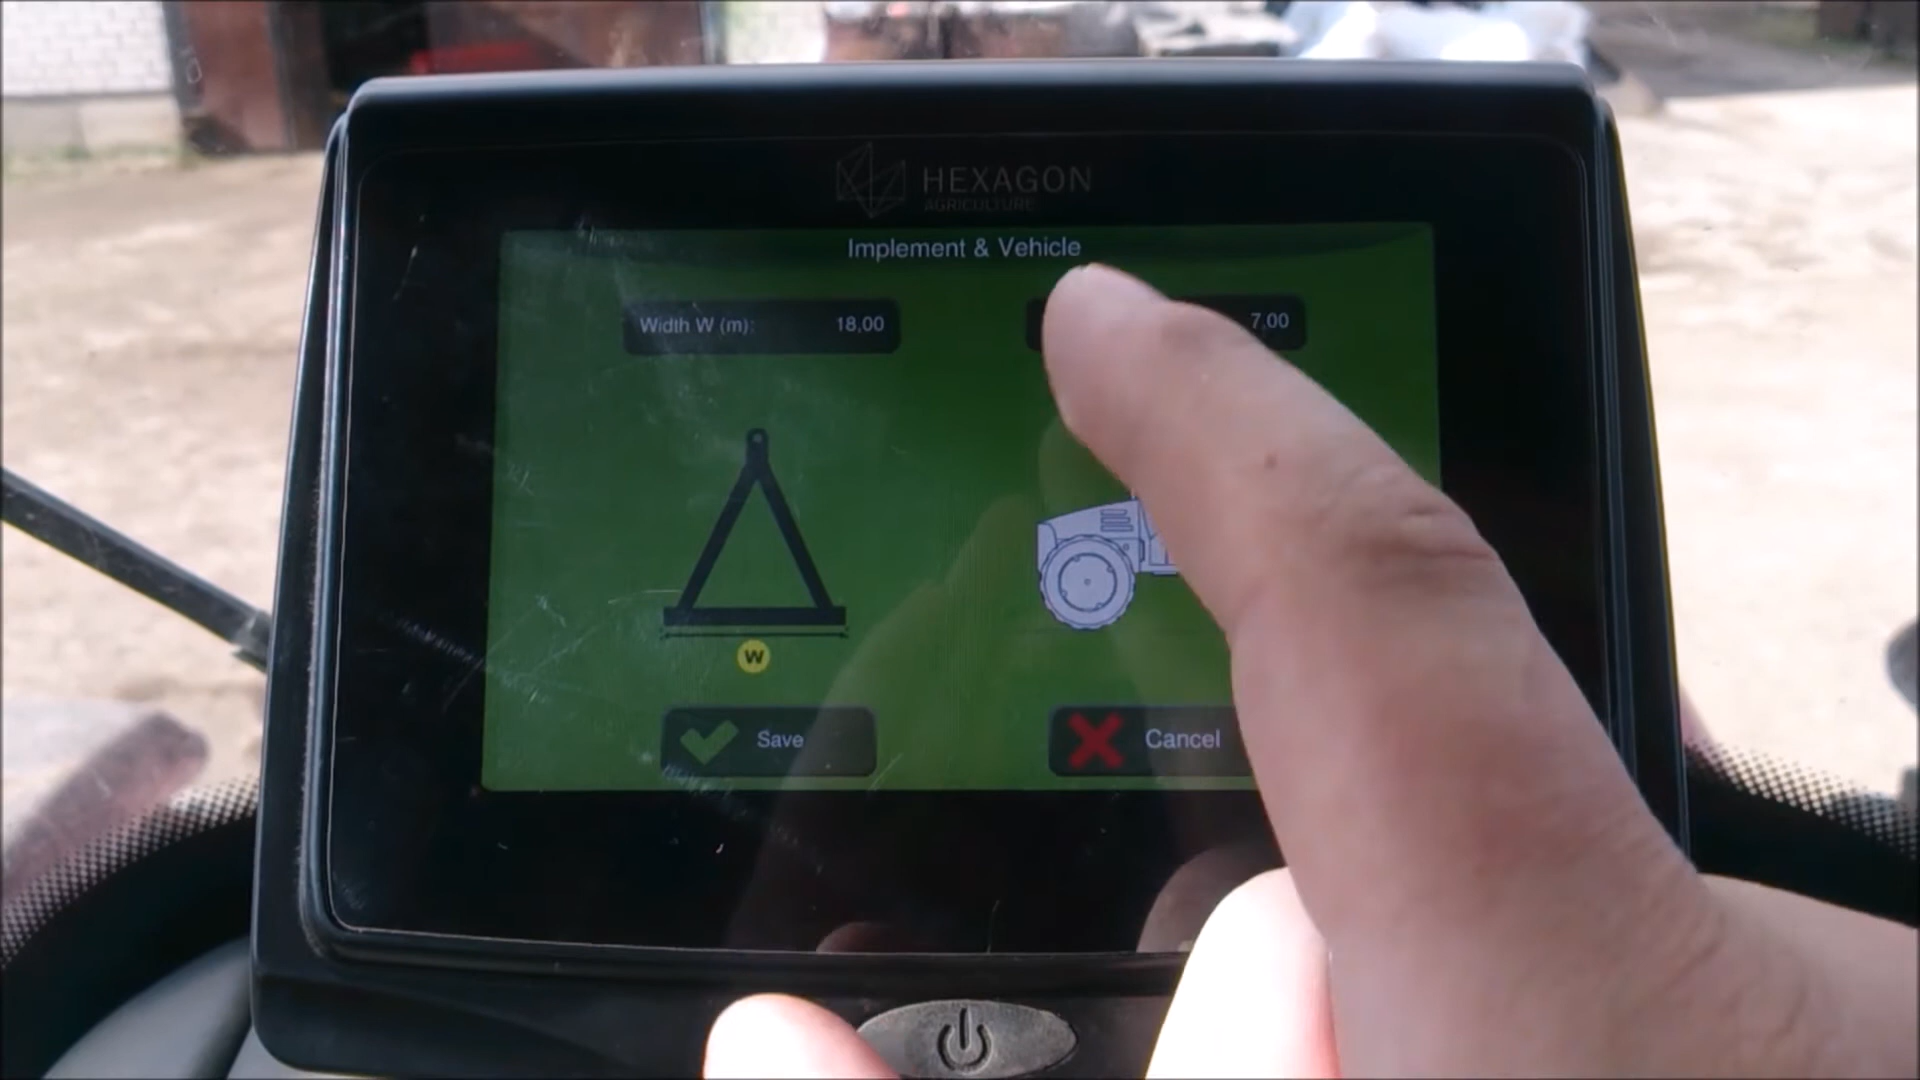 HEXAGON
AGRICULTURE
Implement & Vehicle
Width W (m): 18,00
7,00
W
Save
Cancel